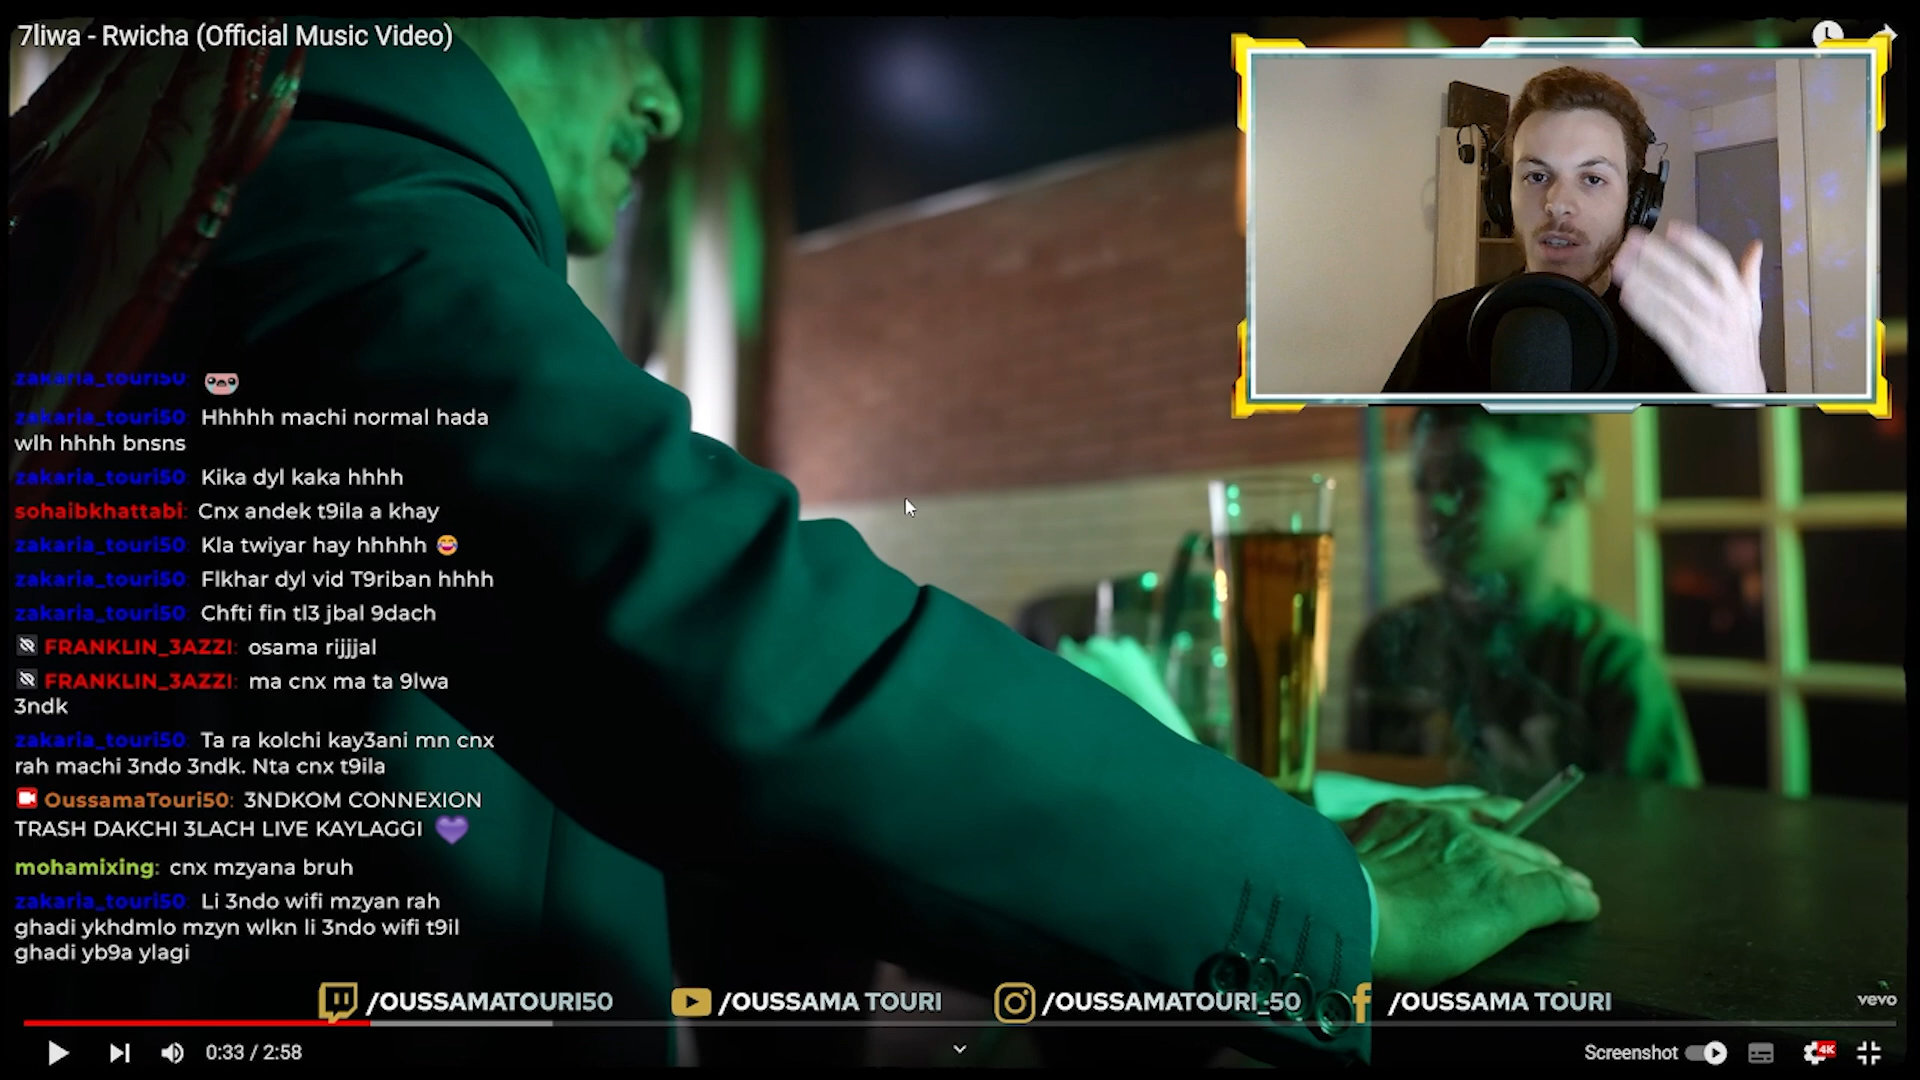 7liwa - Rwicha (Official Music Video)
zakaria_touri50:
zakaria_touri50: Hhhhh machi normal hada
wlh hhhh bnsns
zakaria_touri50: Kika dyl kaka hhhh
sohaibkhattabi: Cnx andek t9ila a khay
zakaria_touri50: Kla twiyar hay hhhhh 😂
zakaria_touri50: Flkhar dyl vid T9riban hhhh
zakaria_touri50: Chfti fin tl3 jbal 9dach
FRANKLIN_3AZZI: osama rijjjal
FRANKLIN_3AZZI: ma cnx ma ta 9lwa
3ndk
zakaria_touri50: Ta ra kolchi kay3ani mn cnx
rah machi 3ndo 3ndk. Nta cnx t9ila
OussamaTouri50: 3NDKOM CONNEXION
TRASH DAKCHI 3LACH LIVE KAYLAGGI 💜
mohamixing: cnx mzyana bruh
zakaria_touri50: Li 3ndo wifi mzyan rah
ghadi ykhdmlo mzyn wlkn li 3ndo wifi t9il
ghadi yb9a ylagi
/OUSSAMATOURI50 /OUSSAMA TOURI /OUSSAMATOURI_50 /OUSSAMA TOURI
vevo
0:33 / 2:58
Screenshot
4K